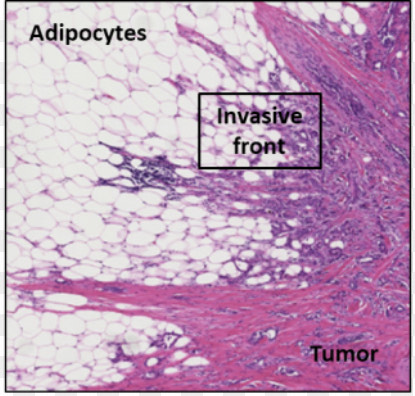 Adipocytes
Invasive
front
Tumor